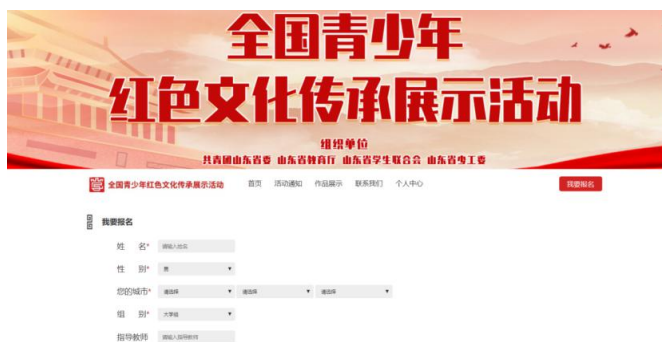 全国青少年
红色文化传承展示活动
组织单位
共青团山东省委 山东省教育厅 山东省学生联合会 山东省少工委
全国青少年红色文化传承展示活动 首页 活动通知 作品展示 联系我们 个人中心 我要报名
我要报名
姓 名* 请输入姓名
性 别* 男
您的城市* 请选择 请选择 请选择
组 别* 大学组
指导教师 请输入指导教师